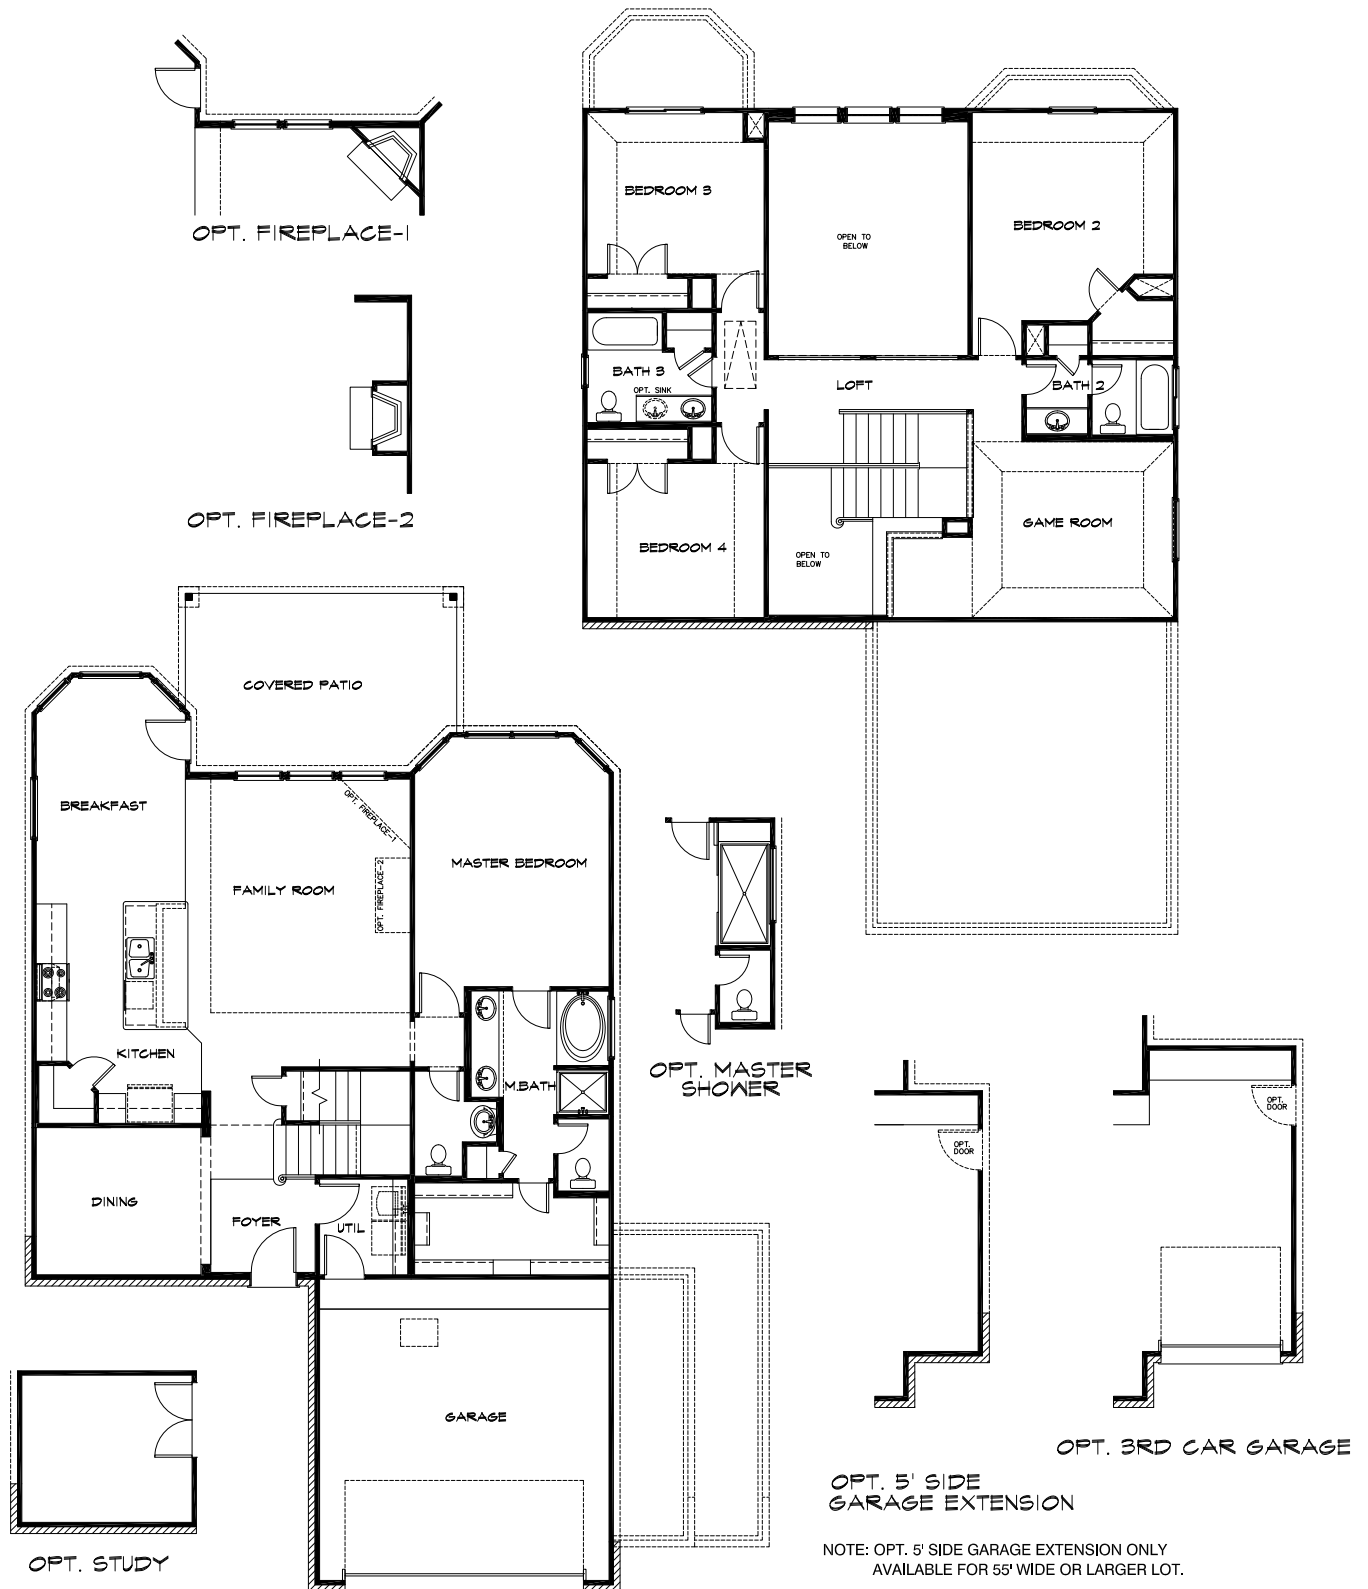 OPT. FIREPLACE-1
OPT. FIREPLACE-2
BEDROOM 3
OPEN TO
BELOW
BEDROOM 2
BATH 3
OPT. SINK
LOFT
BATH 2
BEDROOM 4
OPEN TO
BELOW
GAME ROOM
COVERED PATIO
BREAKFAST
OPT. FIREPLACE-1
FAMILY ROOM
OPT. FIREPLACE-2
MASTER BEDROOM
KITCHEN
M.BATH
DINING
FOYER
UTIL
GARAGE
OPT. MASTER
SHOWER
OPT.
DOOR
OPT.
DOOR
OPT. STUDY
OPT. 3RD CAR GARAGE
OPT. 5' SIDE
GARAGE EXTENSION
NOTE: OPT. 5' SIDE GARAGE EXTENSION ONLY
AVAILABLE FOR 55' WIDE OR LARGER LOT.